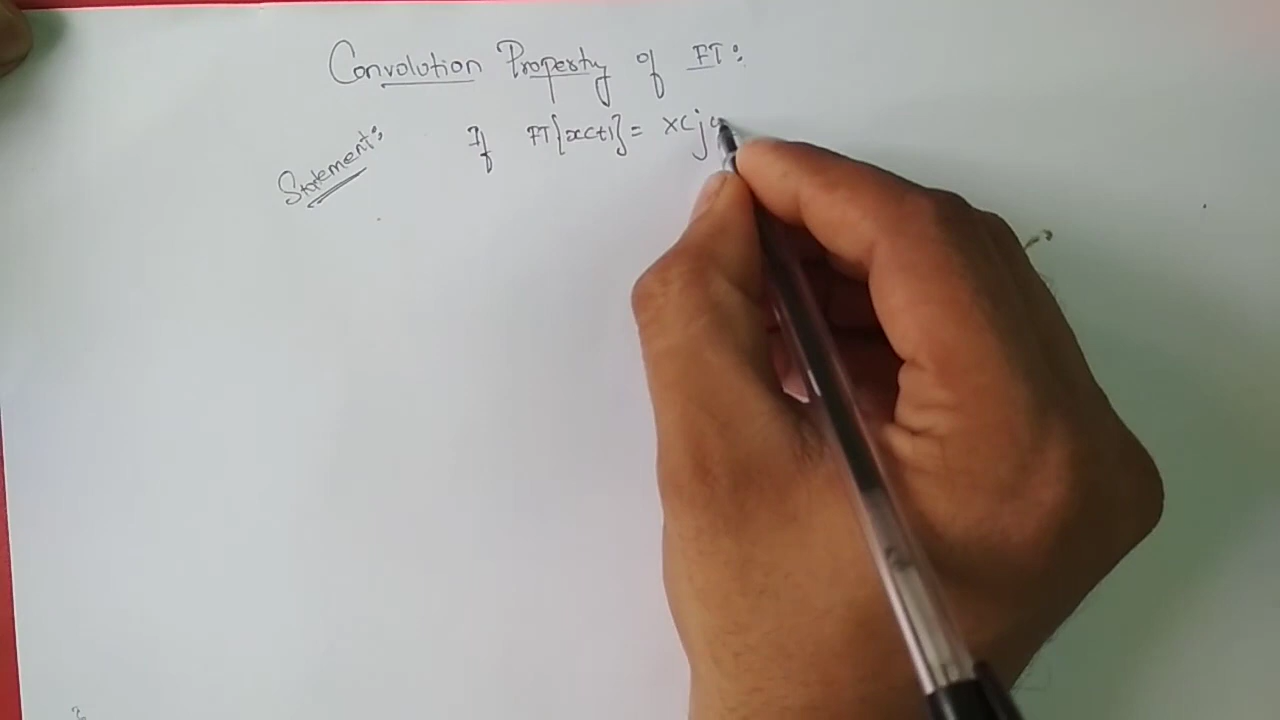 Convolution Property of FT:
Statement: If FT{x(t)} = X(j